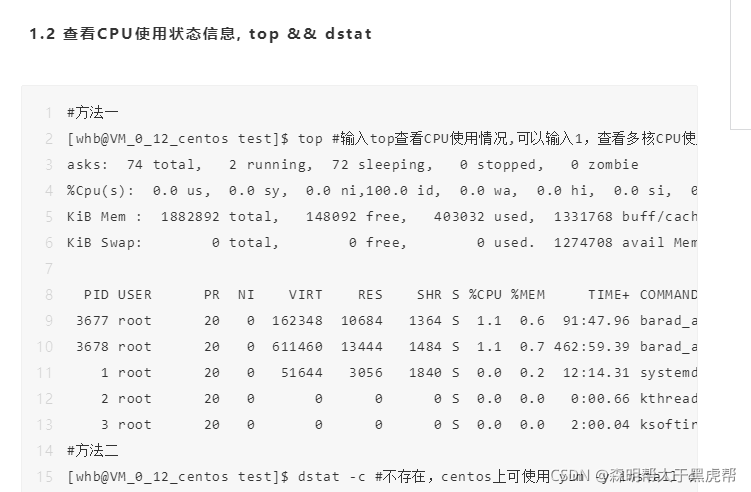 1.2 查看CPU使用状态信息, top && dstat
1 #方法一
2 [whb@VM_0_12_centos test]$ top #输入top查看CPU使用情况,可以输入1，查看多核CPU使
3 asks:  74 total,   2 running,  72 sleeping,   0 stopped,   0 zombie
4 %Cpu(s):  0.0 us,  0.0 sy,  0.0 ni,100.0 id,  0.0 wa,  0.0 hi,  0.0 si,
5 KiB Mem :  1882892 total,   148092 free,   403032 used,  1331768 buff/cach
6 KiB Swap:        0 total,        0 free,        0 used.  1274708 avail Mem
7
8   PID USER      PR  NI    VIRT    RES    SHR S %CPU %MEM     TIME+ COMMAND
9  3677 root      20   0  162348  10684   1364 S  1.1  0.6  91:47.96 barad_a
10  3678 root      20   0  611460  13444   1484 S  1.1  0.7 462:59.39 barad_a
11     1 root      20   0   51644   3056   1840 S  0.0  0.2  12:14.31 systemd
12     2 root      20   0       0      0      0 S  0.0  0.0   0:00.66 kthread
13     3 root      20   0       0      0      0 S  0.0  0.0   2:00.04 ksoftir
14 #方法二
15 [whb@VM_0_12_centos test]$ dstat -c #不存在，centos上可使用 yum -y install
CSDN @森明帮大于黑虎帮